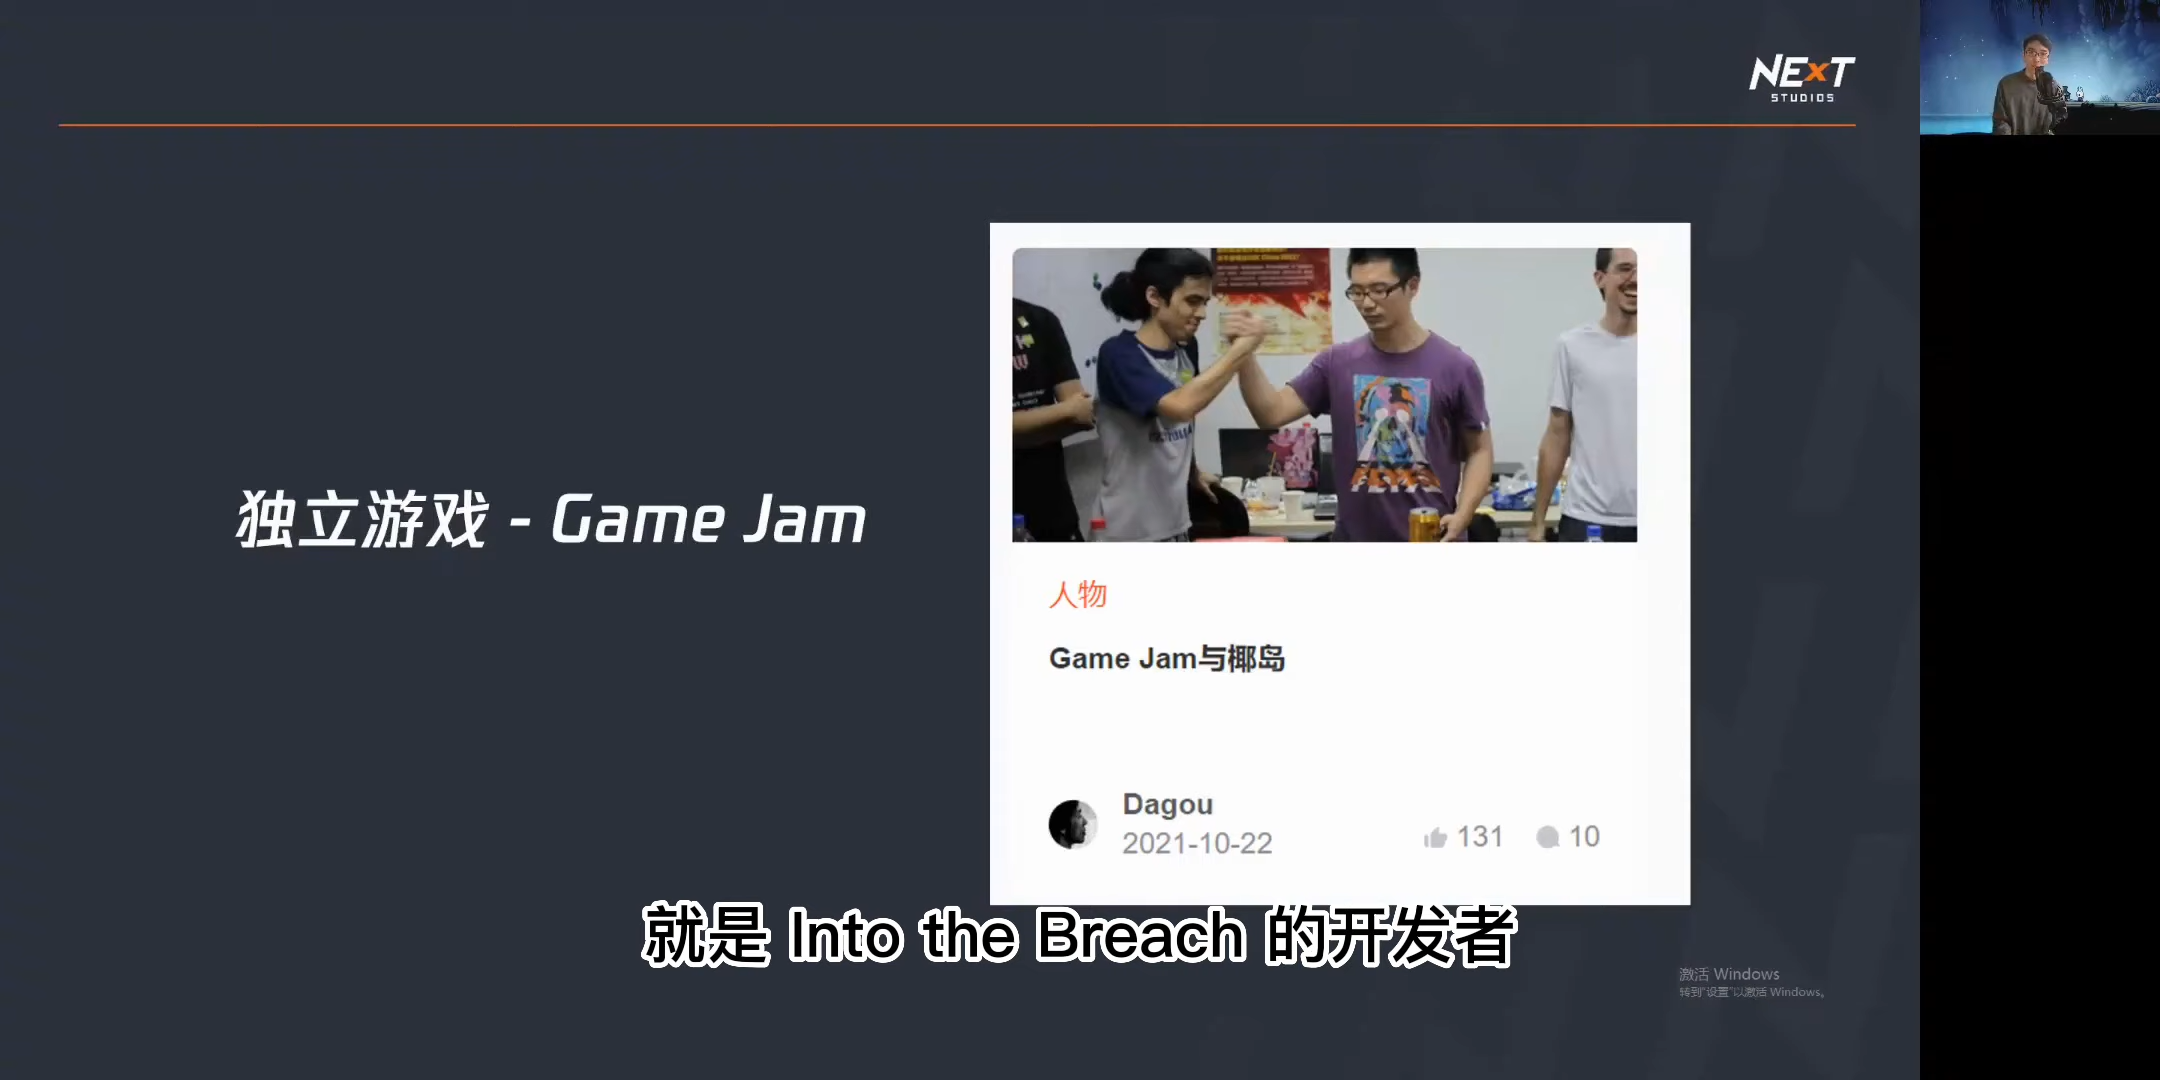 NExT
STUDIOS
独立游戏 - Game Jam
人物
Game Jam与椰岛
Dagou
2021-10-22
131
10
就是 Into the Breach 的开发者
激活 Windows
转到“设置”以激活 Windows。